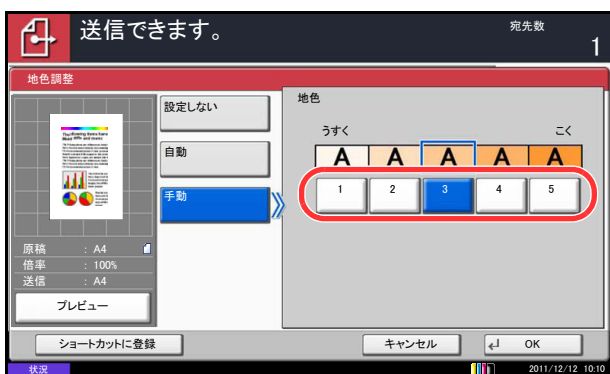 送信できます。
宛先数
1
地色調整
設定しない
自動
手動
地色
うすく
こく
A A A A A
1 2 3 4 5
原稿 : A4
倍率 : 100%
送信 : A4
プレビュー
ショートカットに登録
キャンセル
OK
状況
2011/12/12 10:10